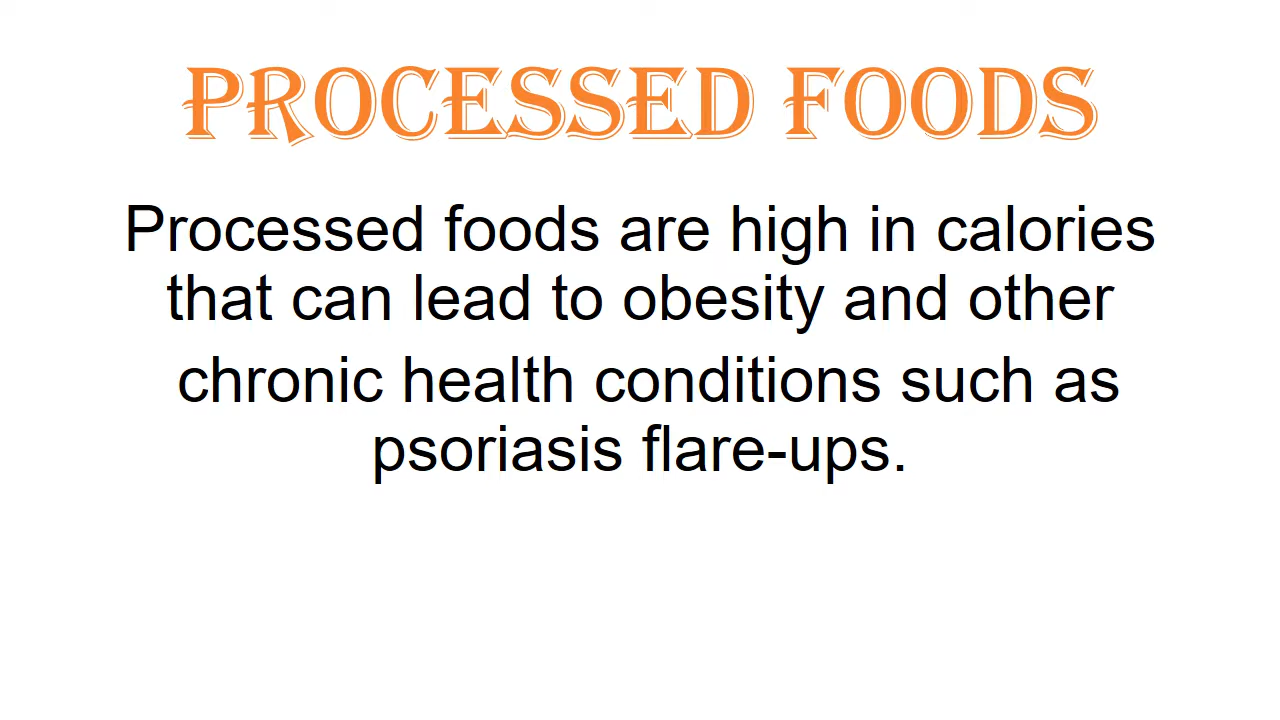 PROCESSED FOODS
Processed foods are high in calories
that can lead to obesity and other
chronic health conditions such as
psoriasis flare-ups.